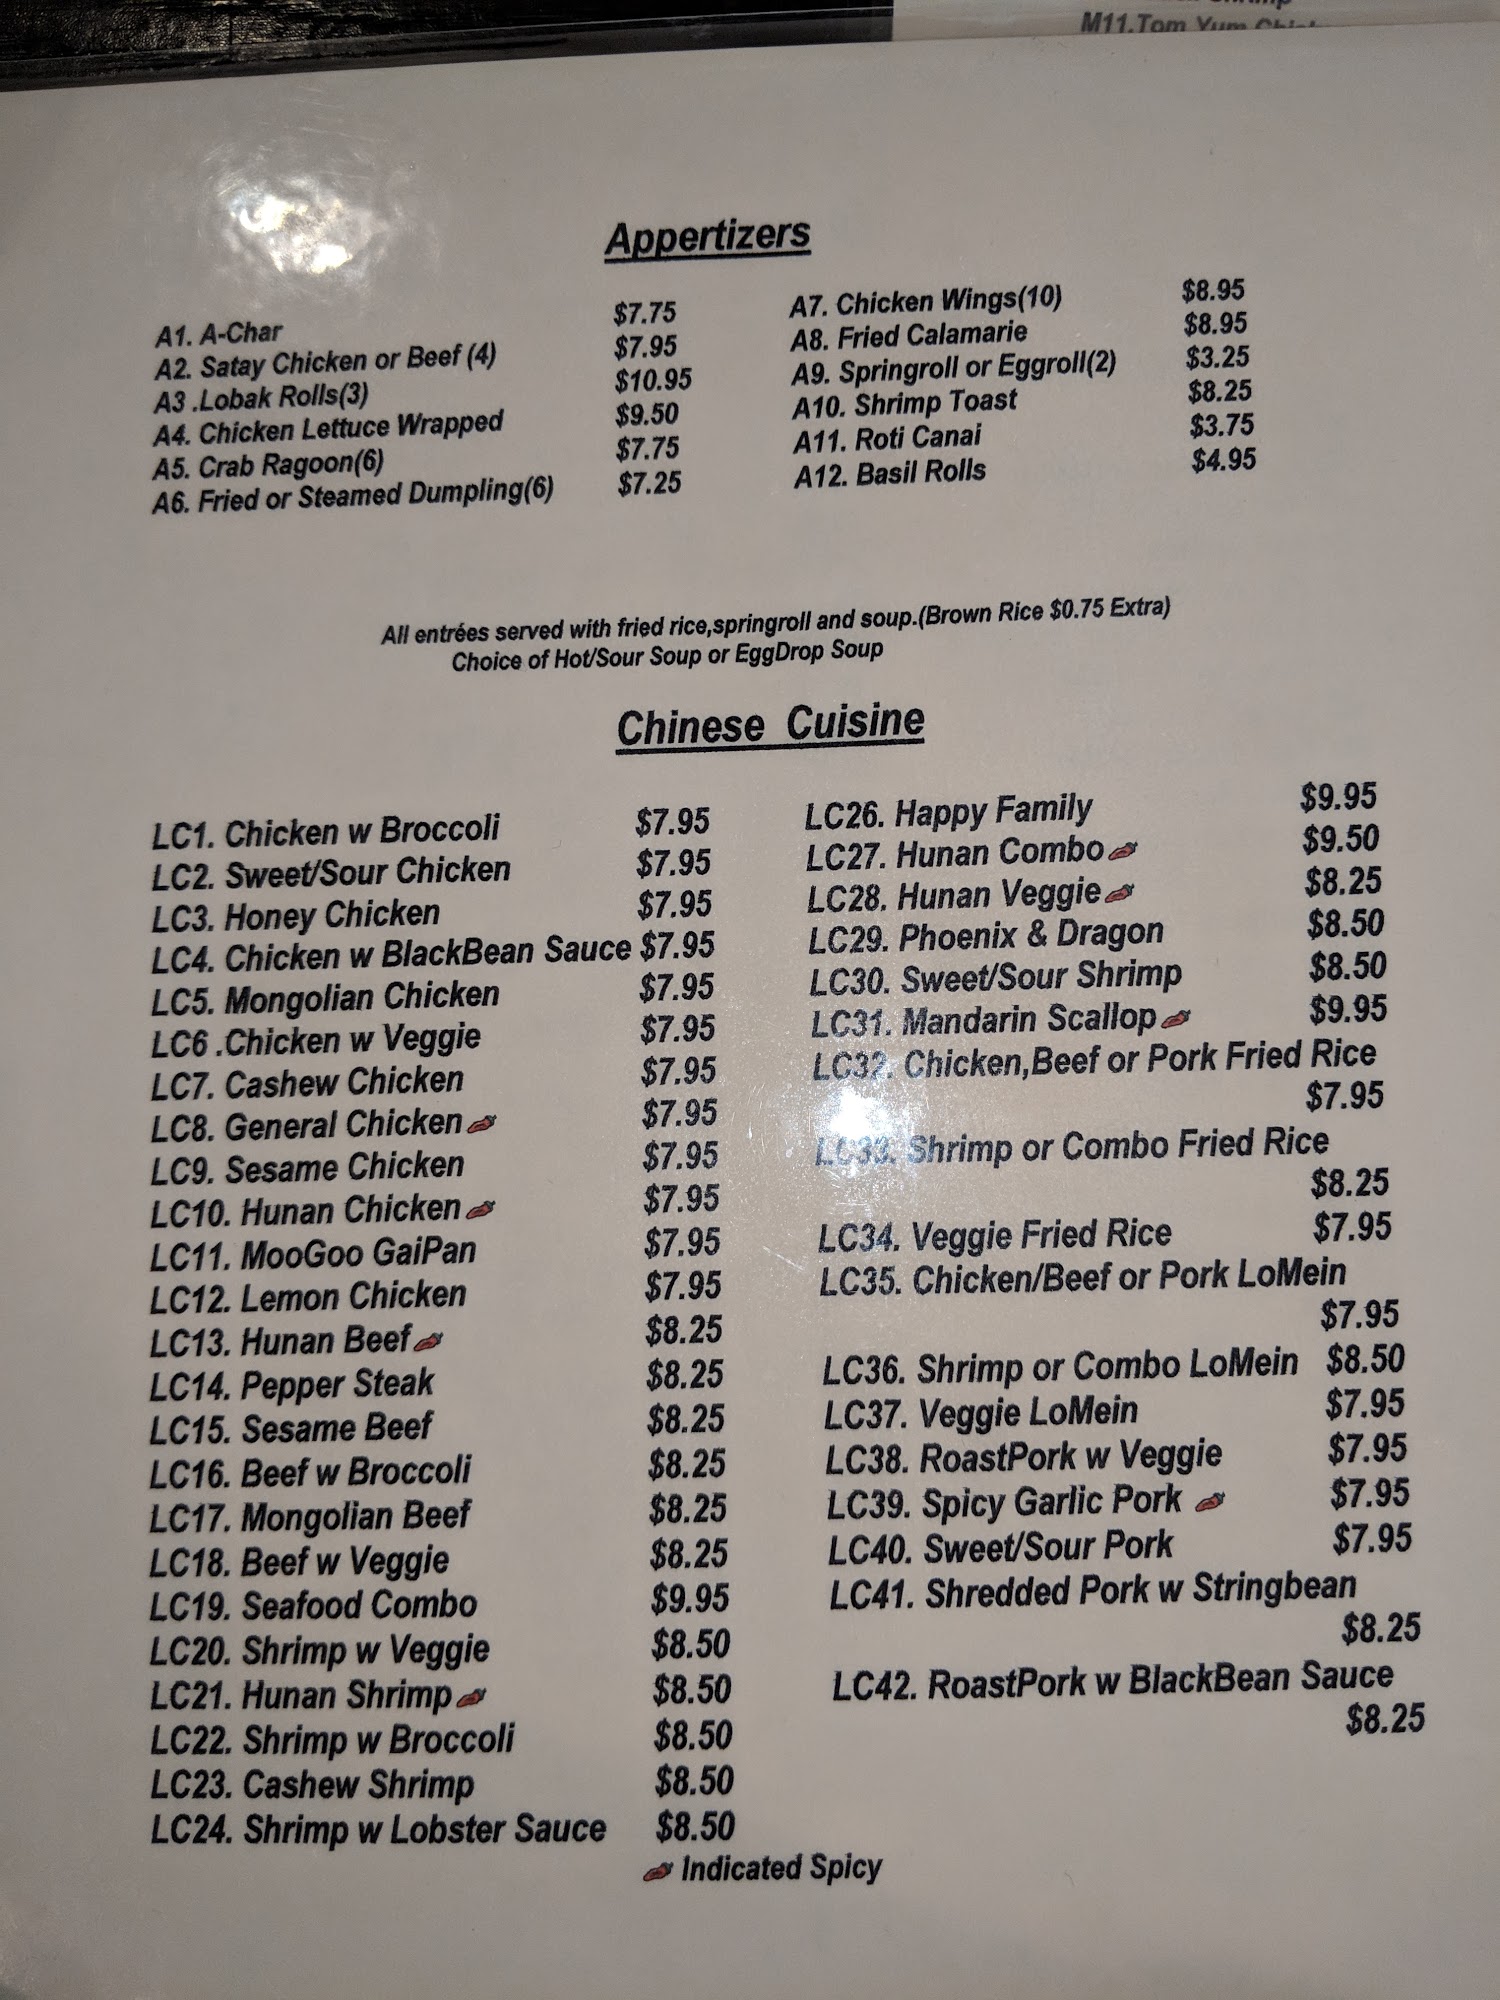 M11.Tom Yum
Appertizers
A1. A-Char $7.75
A2. Satay Chicken or Beef (4) $7.95
A3 .Lobak Rolls(3) $10.95
A4. Chicken Lettuce Wrapped $9.50
A5. Crab Ragoon(6) $7.75
A6. Fried or Steamed Dumpling(6) $7.25
A7. Chicken Wings(10) $8.95
A8. Fried Calamarie $8.95
A9. Springroll or Eggroll(2) $3.25
A10. Shrimp Toast $8.25
A11. Roti Canai $3.75
A12. Basil Rolls $4.95
All entrées served with fried rice,springroll and soup.(Brown Rice $0.75 Extra)
Choice of Hot/Sour Soup or EggDrop Soup
Chinese Cuisine
LC1. Chicken w Broccoli $7.95
LC2. Sweet/Sour Chicken $7.95
LC3. Honey Chicken $7.95
LC4. Chicken w BlackBean Sauce $7.95
LC5. Mongolian Chicken $7.95
LC6 .Chicken w Veggie $7.95
LC7. Cashew Chicken $7.95
LC8. General Chicken $7.95
LC9. Sesame Chicken $7.95
LC10. Hunan Chicken $7.95
LC11. MooGoo GaiPan $7.95
LC12. Lemon Chicken $7.95
LC13. Hunan Beef $8.25
LC14. Pepper Steak $8.25
LC15. Sesame Beef $8.25
LC16. Beef w Broccoli $8.25
LC17. Mongolian Beef $8.25
LC18. Beef w Veggie $8.25
LC19. Seafood Combo $9.95
LC20. Shrimp w Veggie $8.50
LC21. Hunan Shrimp $8.50
LC22. Shrimp w Broccoli $8.50
LC23. Cashew Shrimp $8.50
LC24. Shrimp w Lobster Sauce $8.50
LC26. Happy Family $9.95
LC27. Hunan Combo $9.50
LC28. Hunan Veggie $8.25
LC29. Phoenix & Dragon $8.50
LC30. Sweet/Sour Shrimp $8.50
LC31. Mandarin Scallop $9.95
LC32. Chicken,Beef or Pork Fried Rice
$7.95
LC33. Shrimp or Combo Fried Rice
$8.25
LC34. Veggie Fried Rice $7.95
LC35. Chicken/Beef or Pork LoMein
$7.95
LC36. Shrimp or Combo LoMein $8.50
LC37. Veggie LoMein $7.95
LC38. RoastPork w Veggie $7.95
LC39. Spicy Garlic Pork $7.95
LC40. Sweet/Sour Pork $7.95
LC41. Shredded Pork w Stringbean
$8.25
LC42. RoastPork w BlackBean Sauce
$8.25
Indicated Spicy